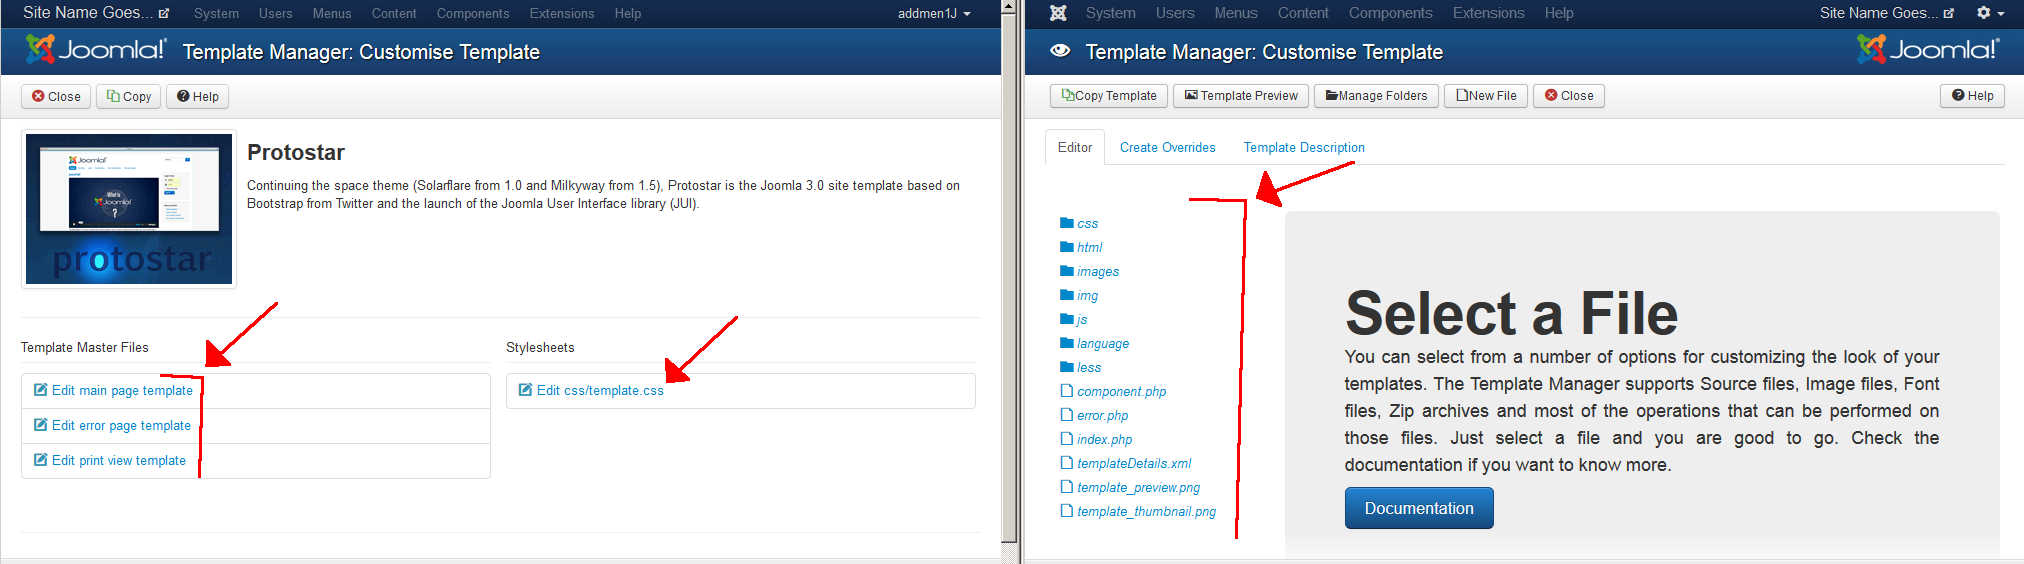 Site Name Goes... System Users Menus Content Components Extensions Help addmen1J
Joomla! Template Manager: Customise Template
Close Copy Help
Joomla!
What is
Joomla!
?
protostar
Protostar
Continuing the space theme (Solarflare from 1.0 and Milkyway from 1.5), Protostar is the Joomla 3.0 site template based on
Bootstrap from Twitter and the launch of the Joomla User Interface library (JUI).
Template Master Files
Edit main page template
Edit error page template
Edit print view template
Stylesheets
Edit css/template.css
System Users Menus Content Components Extensions Help Site Name Goes...
Template Manager: Customise Template Joomla!
Copy Template Template Preview Manage Folders New File Close Help
Editor Create Overrides Template Description
css
html
images
img
js
language
less
component.php
error.php
index.php
templateDetails.xml
template_preview.png
template_thumbnail.png
Select a File
You can select from a number of options for customizing the look of your
templates. The Template Manager supports Source files, Image files, Font
files, Zip archives and most of the operations that can be performed on
those files. Just select a file and you are good to go. Check the
documentation if you want to know more.
Documentation